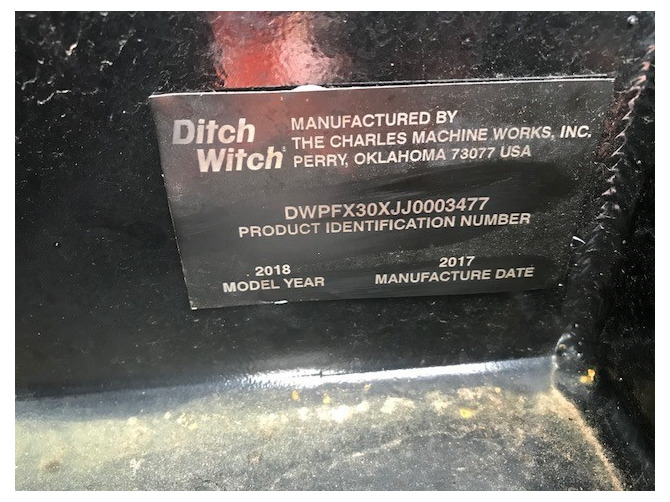 Ditch Witch
MANUFACTURED BY
THE CHARLES MACHINE WORKS, INC.
PERRY, OKLAHOMA 73077 USA
DWPFX30XJJ0003477
PRODUCT IDENTIFICATION NUMBER
2018
MODEL YEAR
2017
MANUFACTURE DATE